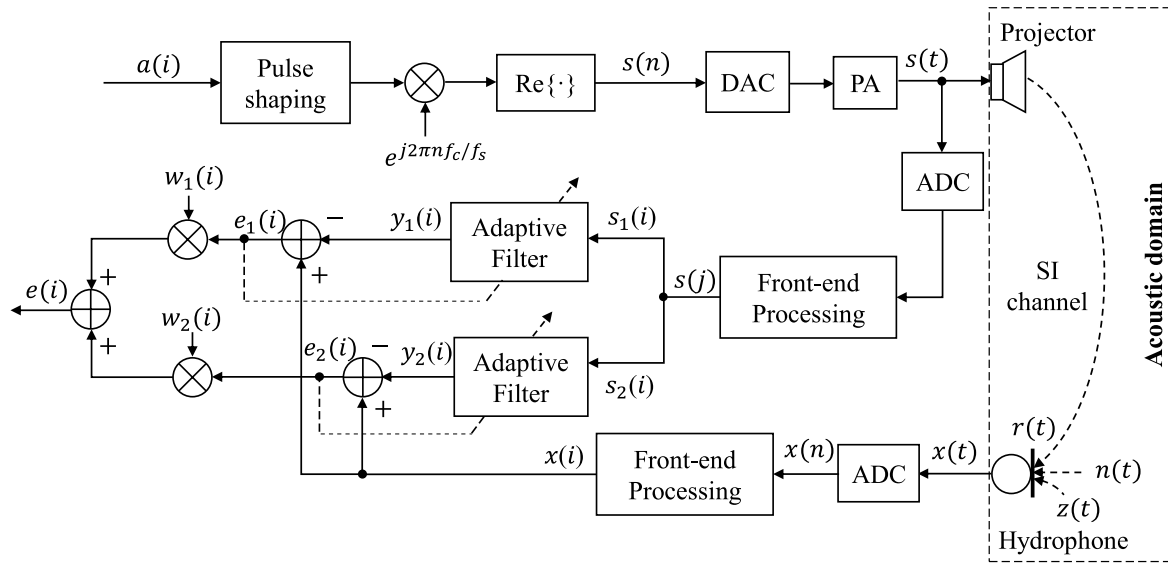 a(i)
Pulse
shaping
e^{j2πnf_c/f_s}
Re{·}
s(n)
DAC
PA
s(t)
Projector
ADC
w_1(i)
e_1(i)
−
+
y_1(i)
Adaptive
Filter
s_1(i)
s(j)
Front-end
Processing
SI
channel
Acoustic domain
e(i)
+
+
w_2(i)
e_2(i)
−
+
y_2(i)
Adaptive
Filter
s_2(i)
x(i)
Front-end
Processing
x(n)
ADC
x(t)
r(t)
n(t)
z(t)
Hydrophone